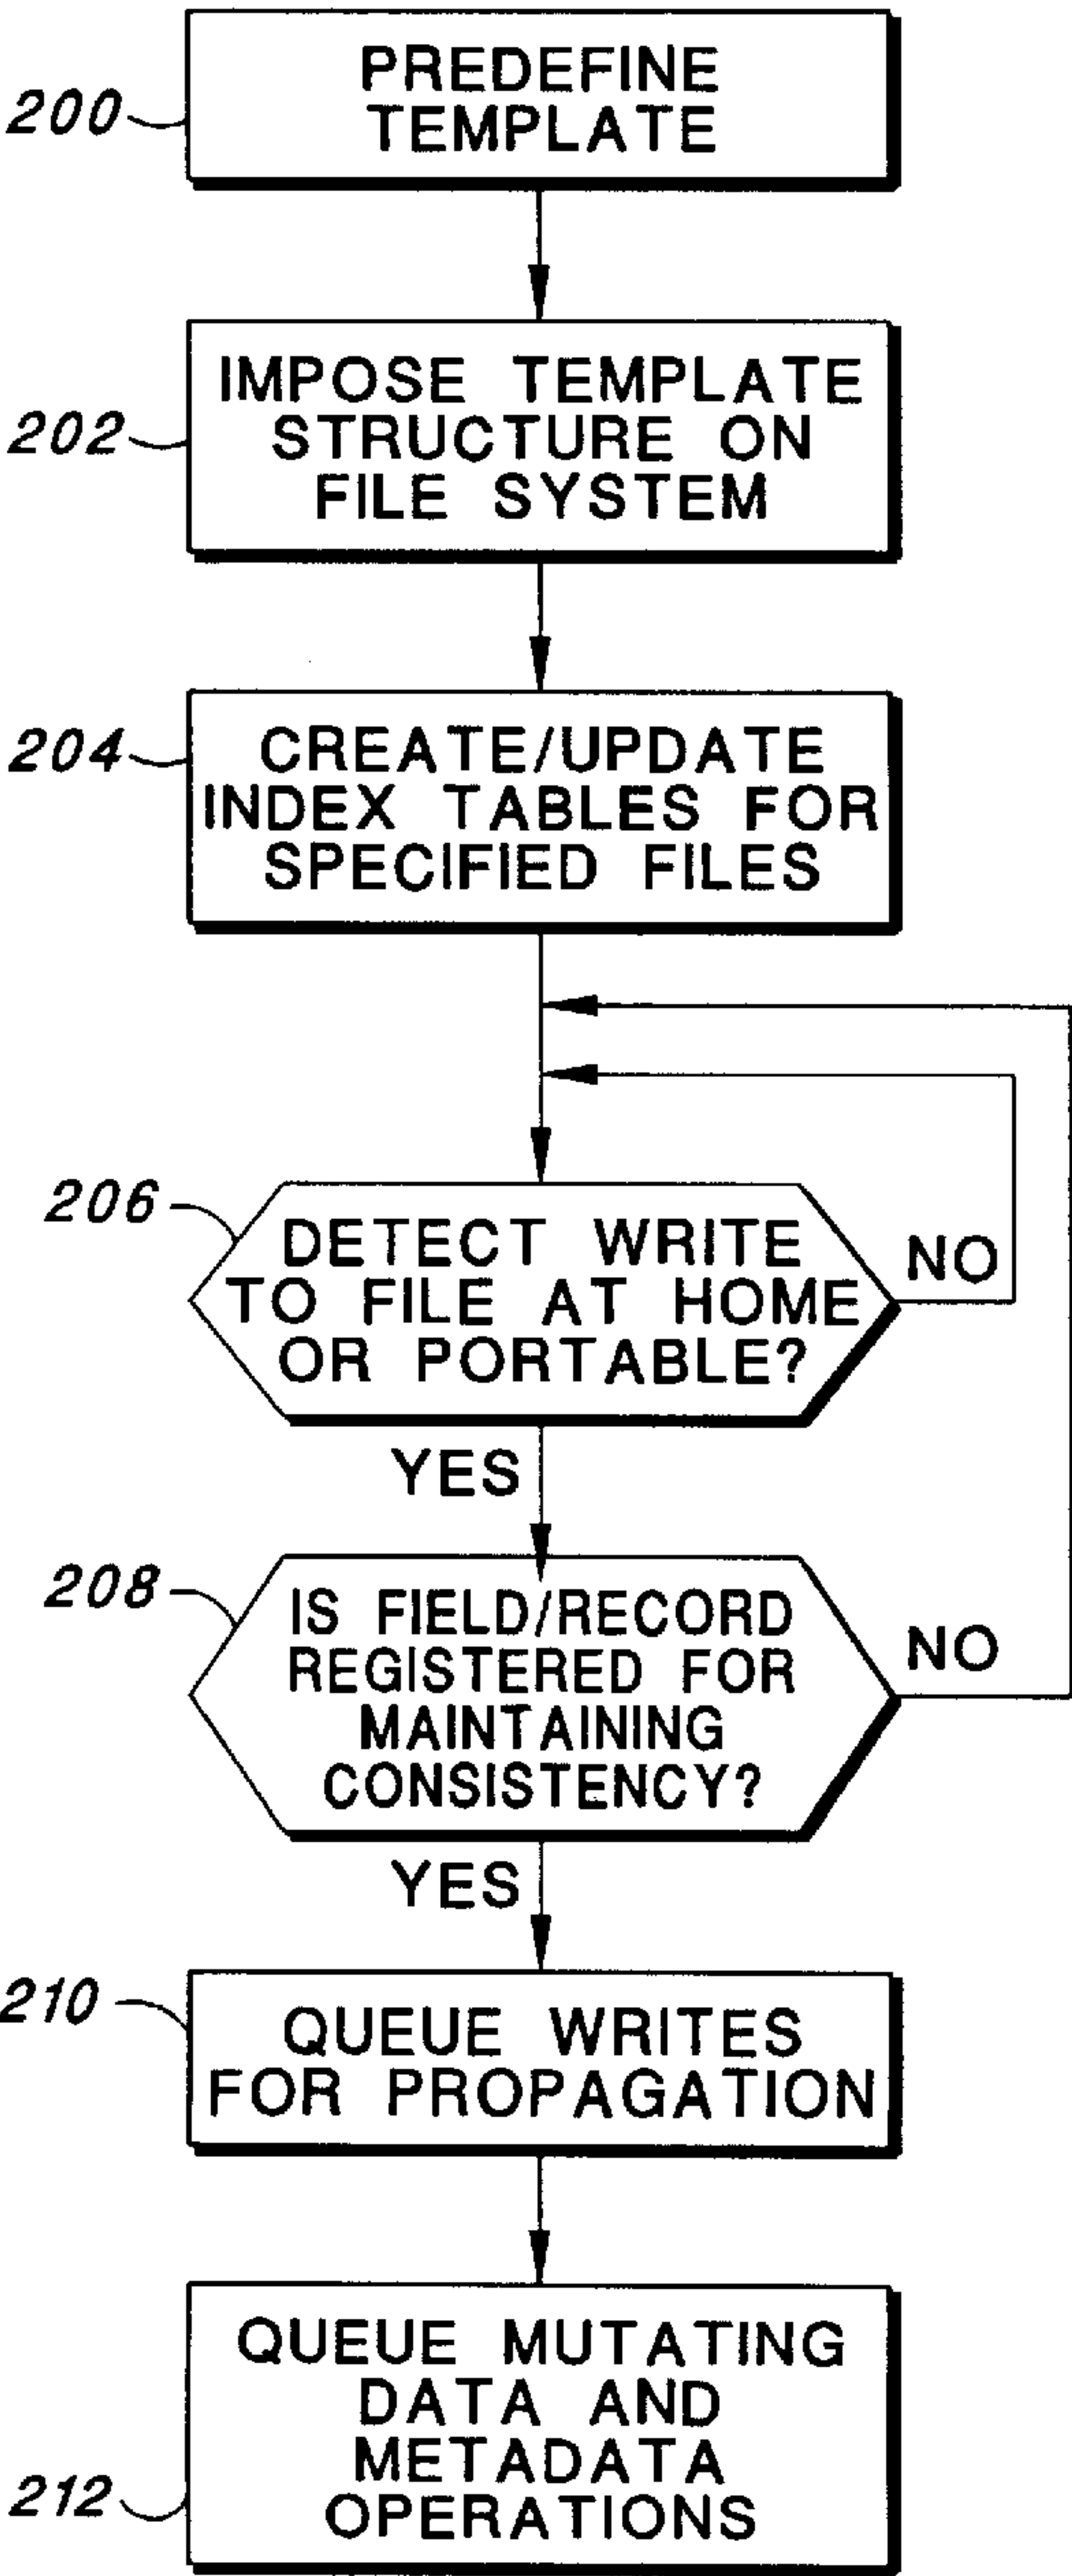 PREDEFINE
TEMPLATE
200
IMPOSE TEMPLATE
STRUCTURE ON
FILE SYSTEM
202
CREATE/UPDATE
INDEX TABLES FOR
SPECIFIED FILES
204
206
DETECT WRITE
TO FILE AT HOME
OR PORTABLE?
NO
YES
208
IS FIELD/RECORD
REGISTERED FOR
MAINTAINING
CONSISTENCY?
NO
YES
210
QUEUE WRITES
FOR PROPAGATION
QUEUE MUTATING
DATA AND
METADATA
OPERATIONS
212